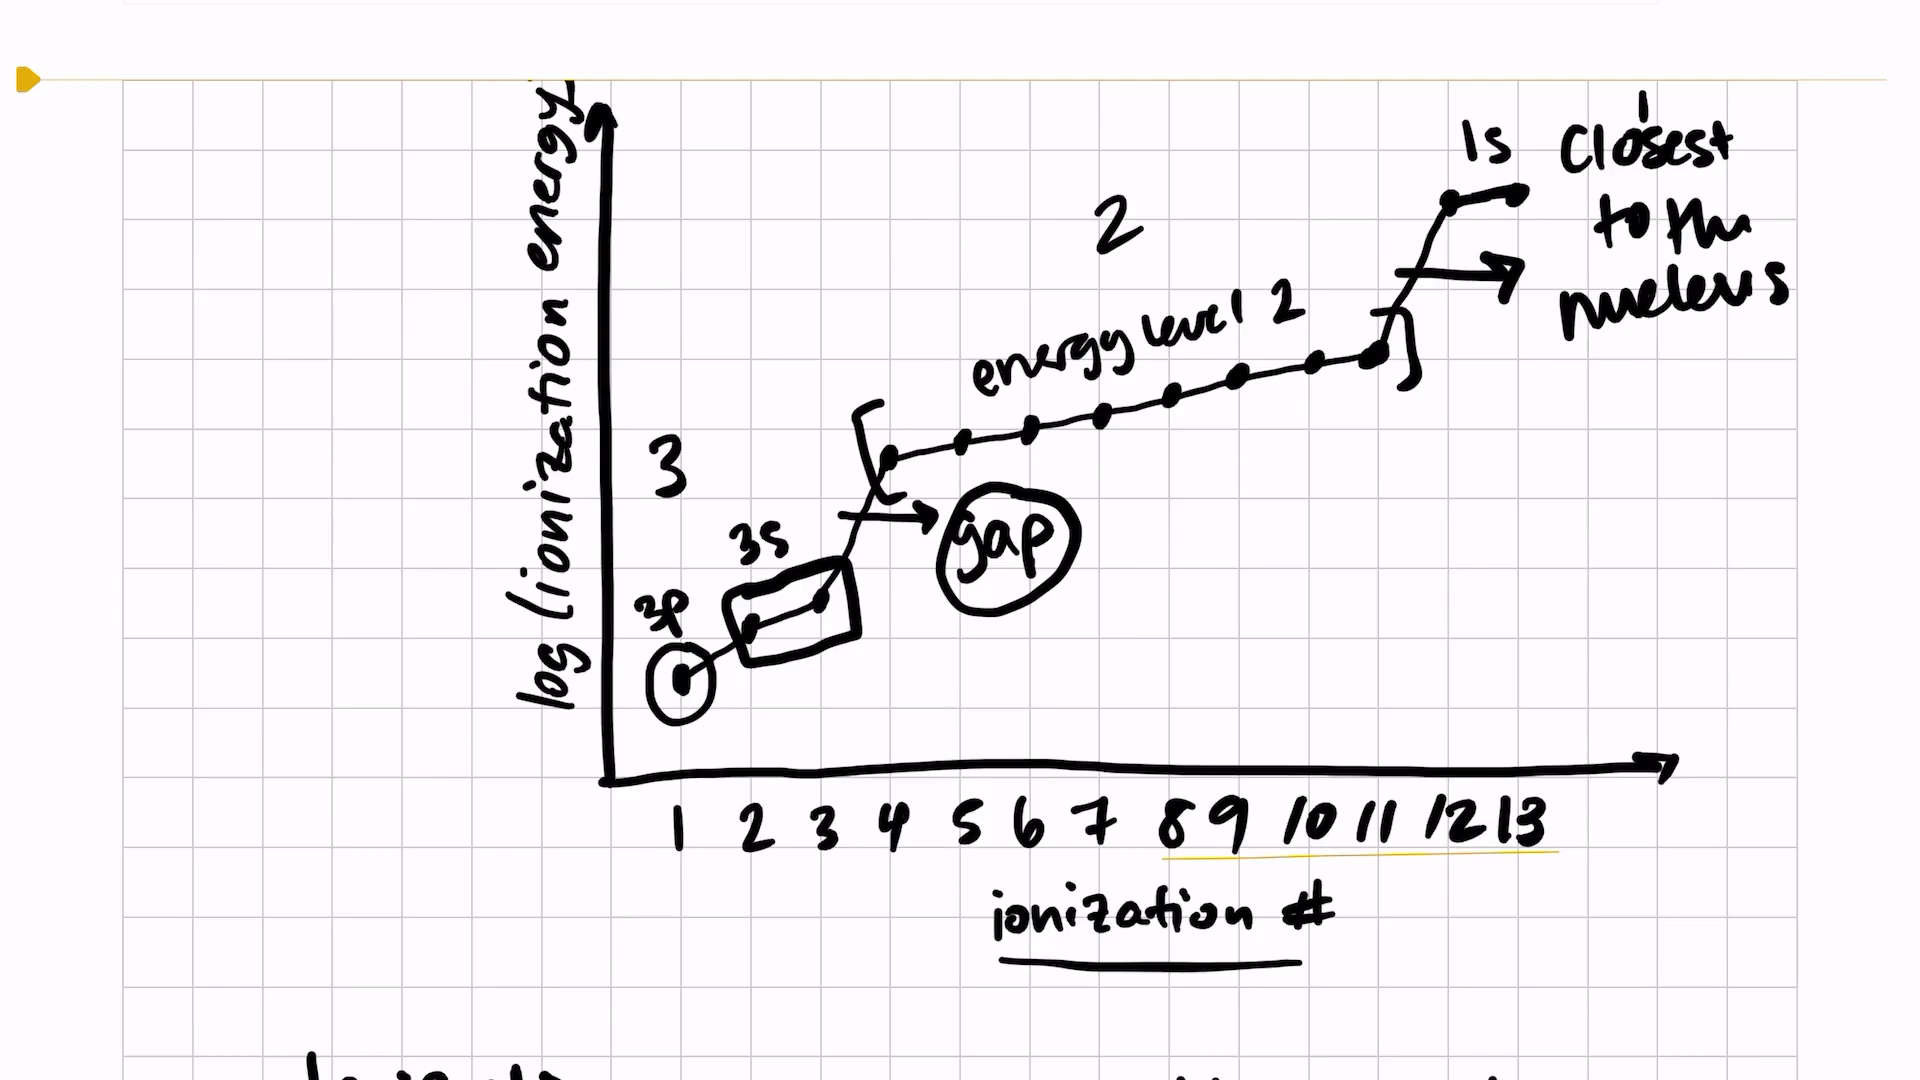 log (ionization energy
1s closest
to the
nucleus
2
energy level 2
3
gap
3s
3p
1 2 3 4 5 6 7 8 9 10 11 12 13
ionization #